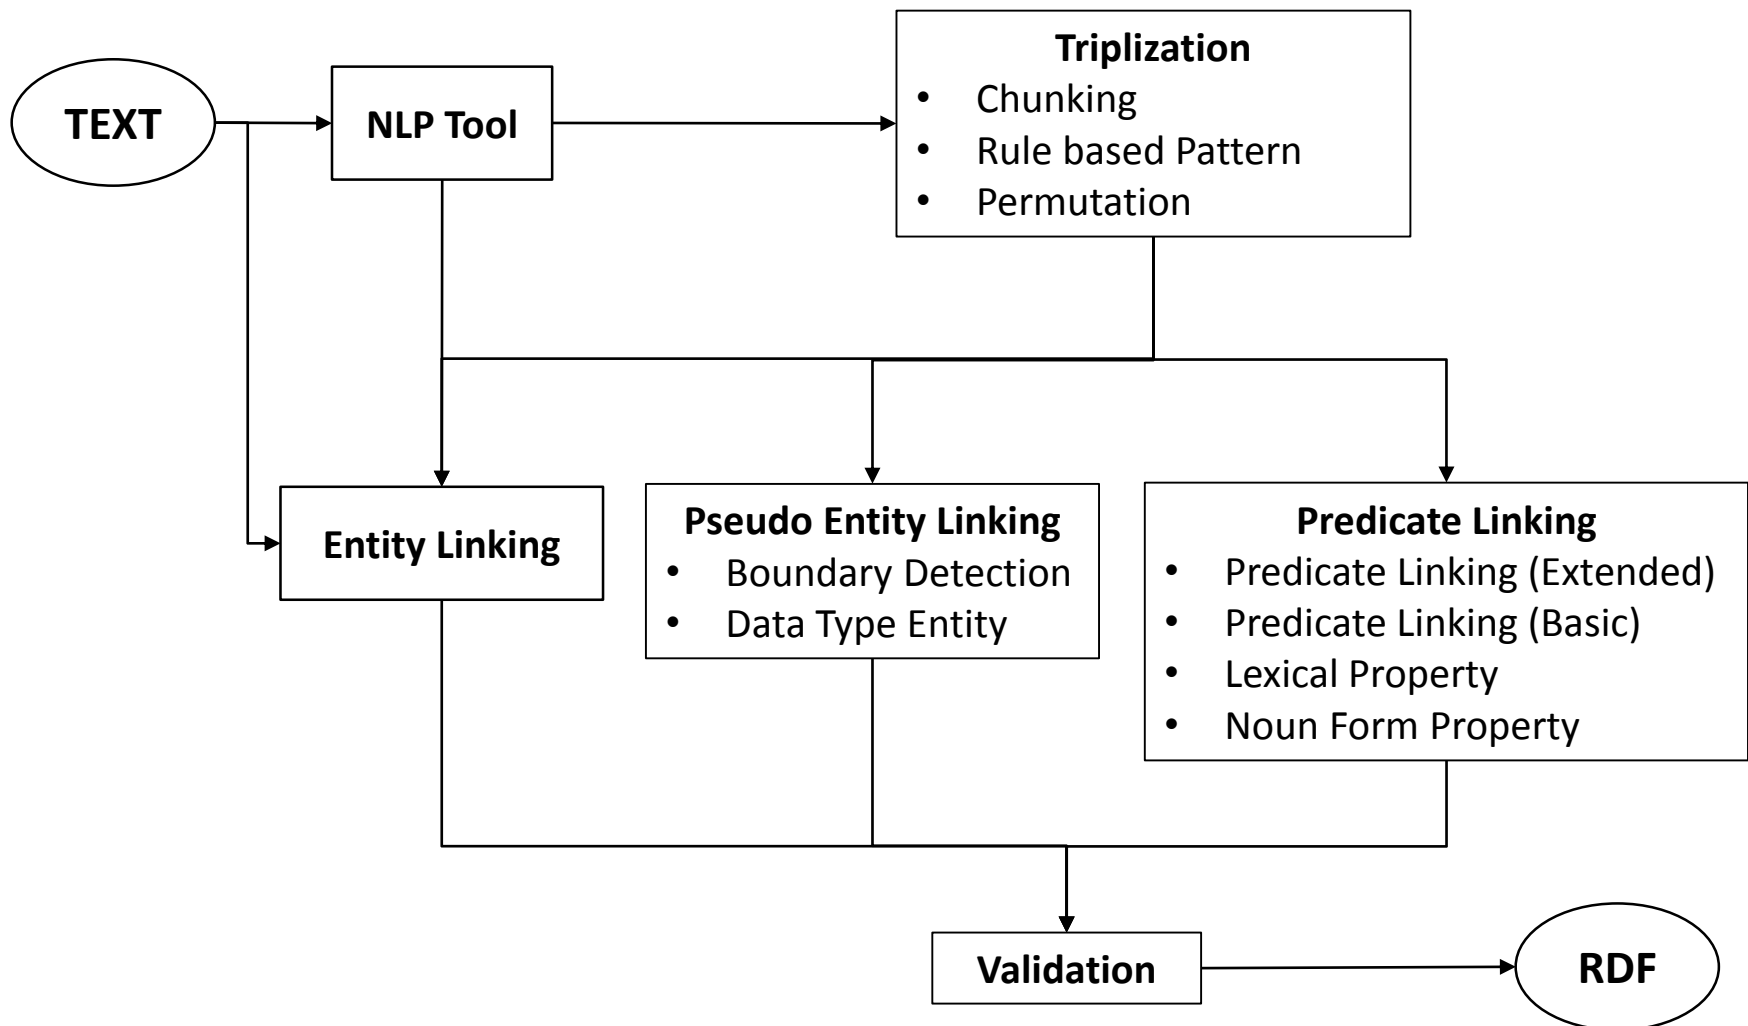 TEXT
NLP Tool
Triplization
• Chunking
• Rule based Pattern
• Permutation
Entity Linking
Pseudo Entity Linking
• Boundary Detection
• Data Type Entity
Predicate Linking
• Predicate Linking (Extended)
• Predicate Linking (Basic)
• Lexical Property
• Noun Form Property
Validation
RDF